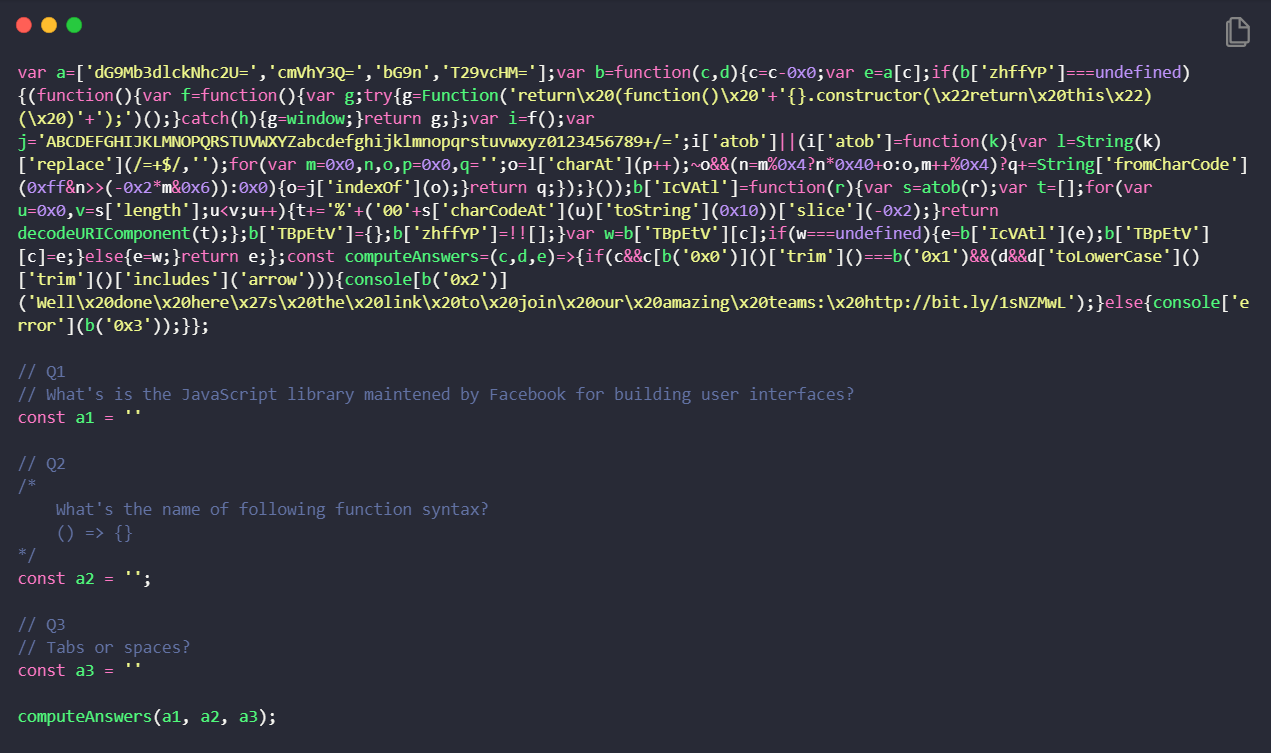 var a=['dG9Mb3dlckNhc2U=','cmVhY3Q=','bG9n','T29vcHM='];var b=function(c,d){c=c-0x0;var e=a[c];if(b['zhffYP']===undefined)
{(function(){var f=function(){var g;try{g=Function('return\x20(function()\x20'+'{}.constructor(\x22return\x20this\x22)
(\x20)'+');')();}catch(h){g=window;}return g;};var i=f();var
j='ABCDEFGHIJKLMNOPQRSTUVWXYZabcdefghijklmnopqrstuvwxyz0123456789+/=';i['atob']||(i['atob']=function(k){var l=String(k)
['replace'](/=+$/,'');for(var m=0x0,n,o,p=0x0,q='';o=l['charAt'](p++);~o&&(n=m%0x4?n*0x40+o:o,m++%0x4)?q+=String['fromCharCode']
(0xff&n>>(-0x2*m&0x6)):0x0){o=j['indexOf'](o);}return q;});}());b['IcVAtl']=function(r){var s=atob(r);var t=[];for(var
u=0x0,v=s['length'];u<v;u++){t+='%'+('00'+s['charCodeAt'](u)['toString'](0x10))['slice'](-0x2);}return
decodeURIComponent(t);};b['TBpEtV']={};b['zhffYP']=!![];}var w=b['TBpEtV'][c];if(w===undefined){e=b['IcVAtl'](e);b['TBpEtV']
[c]=e;}else{e=w;}return e;};const computeAnswers=(c,d,e)=>{if(c&&c[b('0x0')]()['trim']()===b('0x1')&&(d&&d['toLowerCase']()
['trim']()['includes']('arrow'))){console[b('0x2')]
('Well\x20done\x20here\x27s\x20the\x20link\x20to\x20join\x20our\x20amazing\x20teams:\x20http://bit.ly/1sNZMwL');}else{console['e
rror'](b('0x3'));}};
// Q1
// What's is the JavaScript library maintened by Facebook for building user interfaces?
const a1 = ''
// Q2
/*
What's the name of following function syntax?
() => {}
*/
const a2 = '';
// Q3
// Tabs or spaces?
const a3 = ''
computeAnswers(a1, a2, a3);